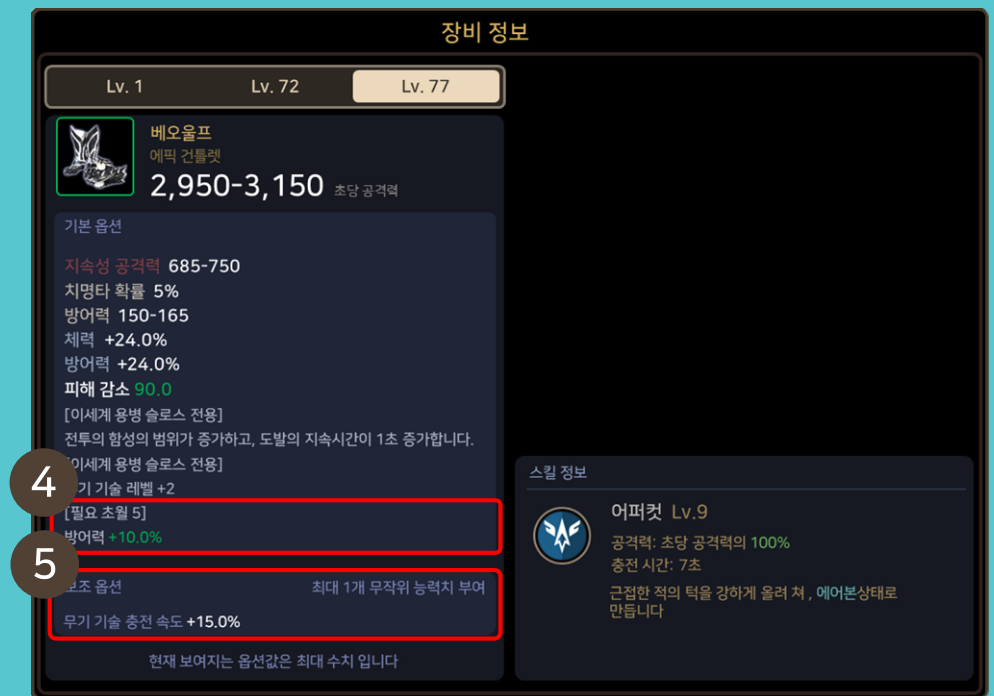 장비 정보
Lv. 1 Lv. 72 Lv. 77
베오울프
에픽 건틀렛
2,950-3,150 초당 공격력
기본 옵션
지속성 공격력 685-750
치명타 확률 5%
방어력 150-165
체력 +24.0%
방어력 +24.0%
피해 감소 90.0
[이세계 용병 슬로스 전용]
전투의 함성의 범위가 증가하고, 도발의 지속시간이 1초 증가합니다.
이세계 용병 슬로스 전용]
기 기술 레벨 +2
4
[필요 초월 5]
방어력 +10.0%
5
보조 옵션 최대 1개 무작위 능력치 부여
무기 기술 충전 속도 +15.0%
현재 보여지는 옵션값은 최대 수치 입니다
스킬 정보
어퍼컷 Lv.9
공격력: 초당 공격력의 100%
충전 시간: 7초
근접한 적의 턱을 강하게 올려 쳐 , 에어본상태로
만듭니다